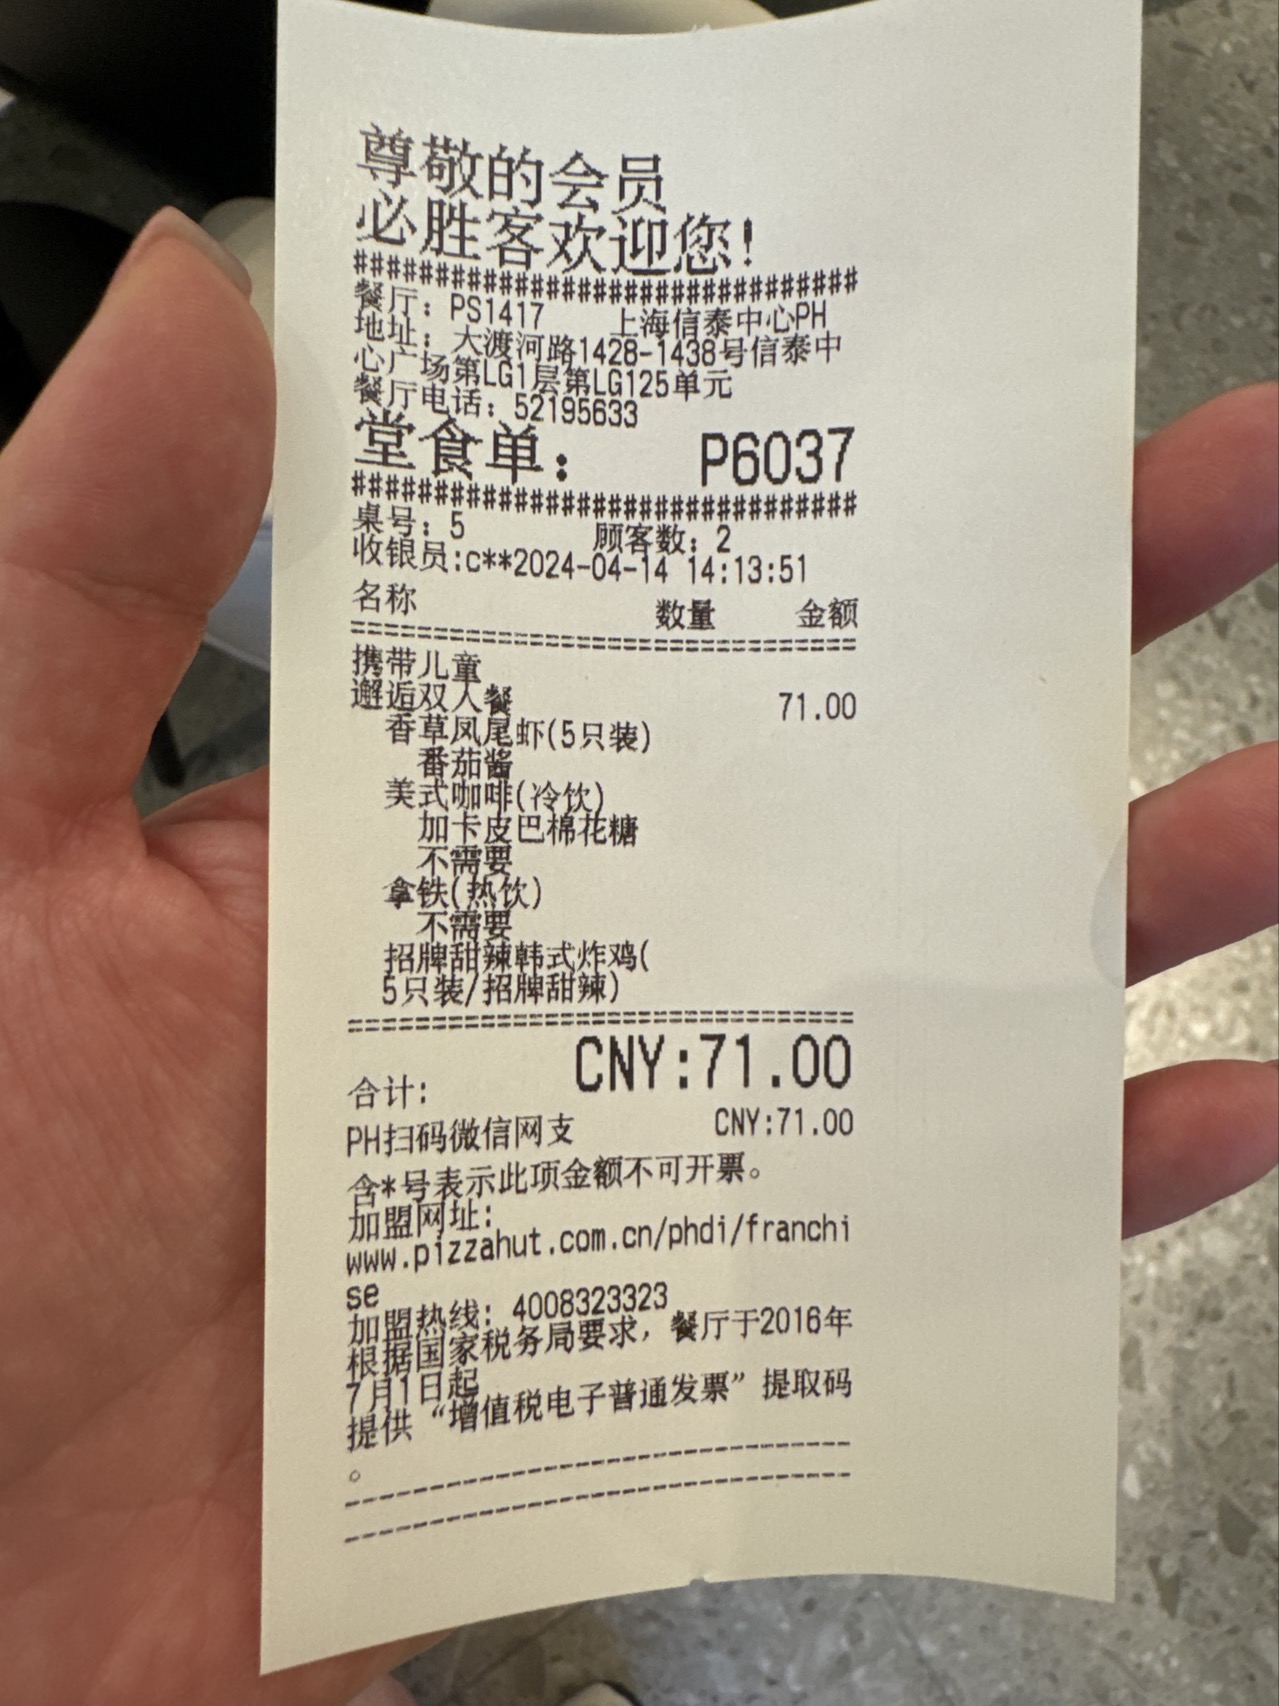 尊敬的会员
必胜客欢迎您!
###############################
餐厅: PS1417 上海信泰中心PH
地址: 大渡河路1428-1438号信泰中
心广场第LG1层第LG125单元
餐厅电话: 52195633
堂食单: P6037
###############################
桌号: 5 顾客数: 2
收银员:c**2024-04-14 14:13:51
名称 数量 金额
===============================
携带儿童
邂逅双人餐 71.00
香草凤尾虾(5只装)
番茄酱
美式咖啡(冷饮)
加卡皮巴棉花糖
不需要
拿铁(热饮)
不需要
招牌甜辣韩式炸鸡(
5只装/招牌甜辣)
===============================
合计: CNY:71.00
PH扫码微信网支 CNY:71.00
含*号表示此项金额不可开票。
加盟网址:
www.pizzahut.com.cn/phdi/franchi
se
加盟热线: 4008323323
根据国家税务局要求, 餐厅于2016年
7月1日起
提供“增值税电子普通发票”提取码
。
-------------------------------
-------------------------------